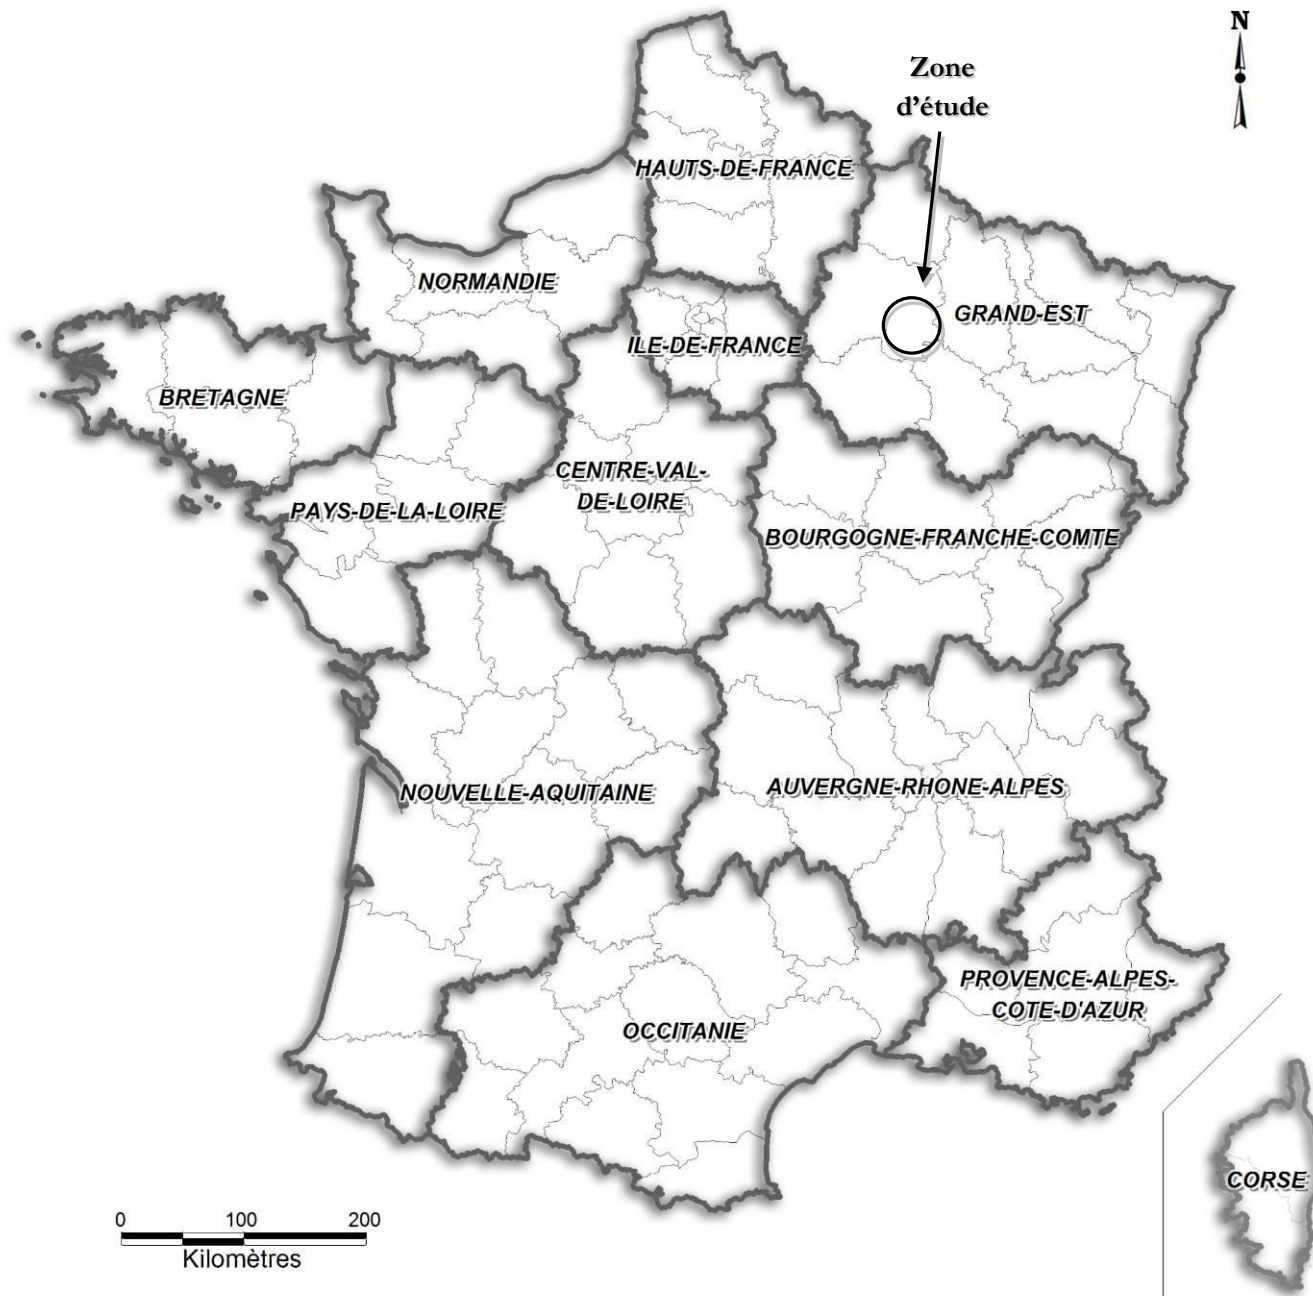 N
Zone
d'étude
HAUTS-DE-FRANCE
NORMANDIE
GRAND-EST
ILE-DE-FRANCE
BRETAGNE
CENTRE-VAL-
DE-LOIRE
PAYS-DE-LA-LOIRE
BOURGOGNE-FRANCHE-COMTE
NOUVELLE-AQUITAINE
AUVERGNE-RHONE-ALPES
PROVENCE-ALPES-
COTE-D'AZUR
OCCITANIE
CORSE
0 100 200
Kilomètres